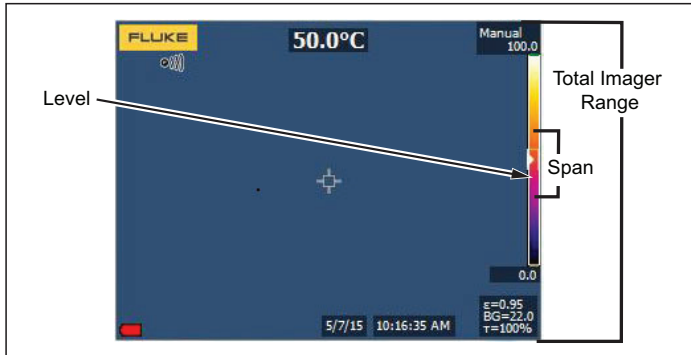 FLUKE
50.0°C
Manual
100.0
Level
Total Imager
Range
Span
0.0
ε=0.95
BG=22.0
τ=100%
5/7/15 10:16:35 AM